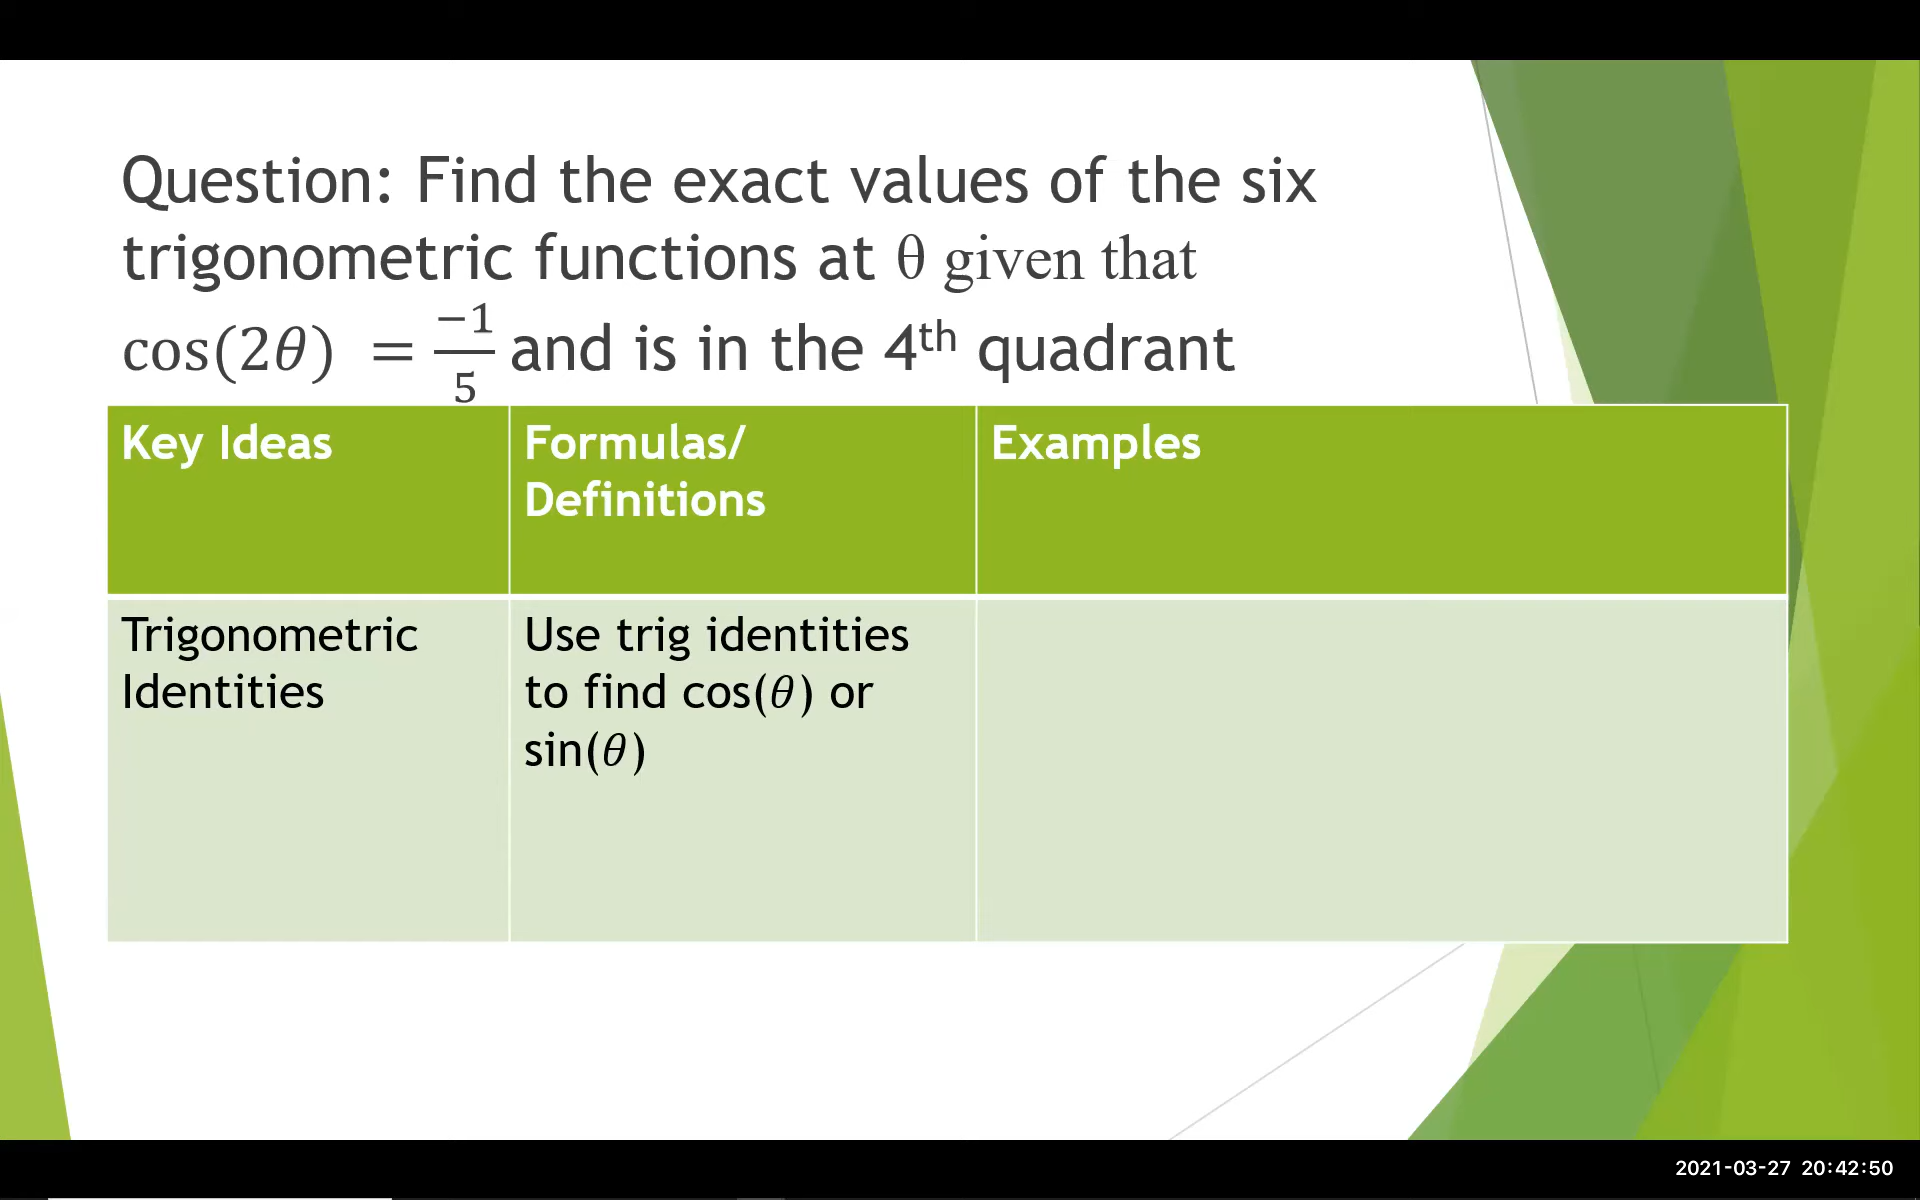 Question: Find the exact values of the six
trigonometric functions at θ given that
cos(2θ) = −1/5 and is in the 4th quadrant
Key Ideas
Formulas/
Definitions
Examples
Trigonometric
Identities
Use trig identities
to find cos(θ) or
sin(θ)
2021-03-27 20:42:50